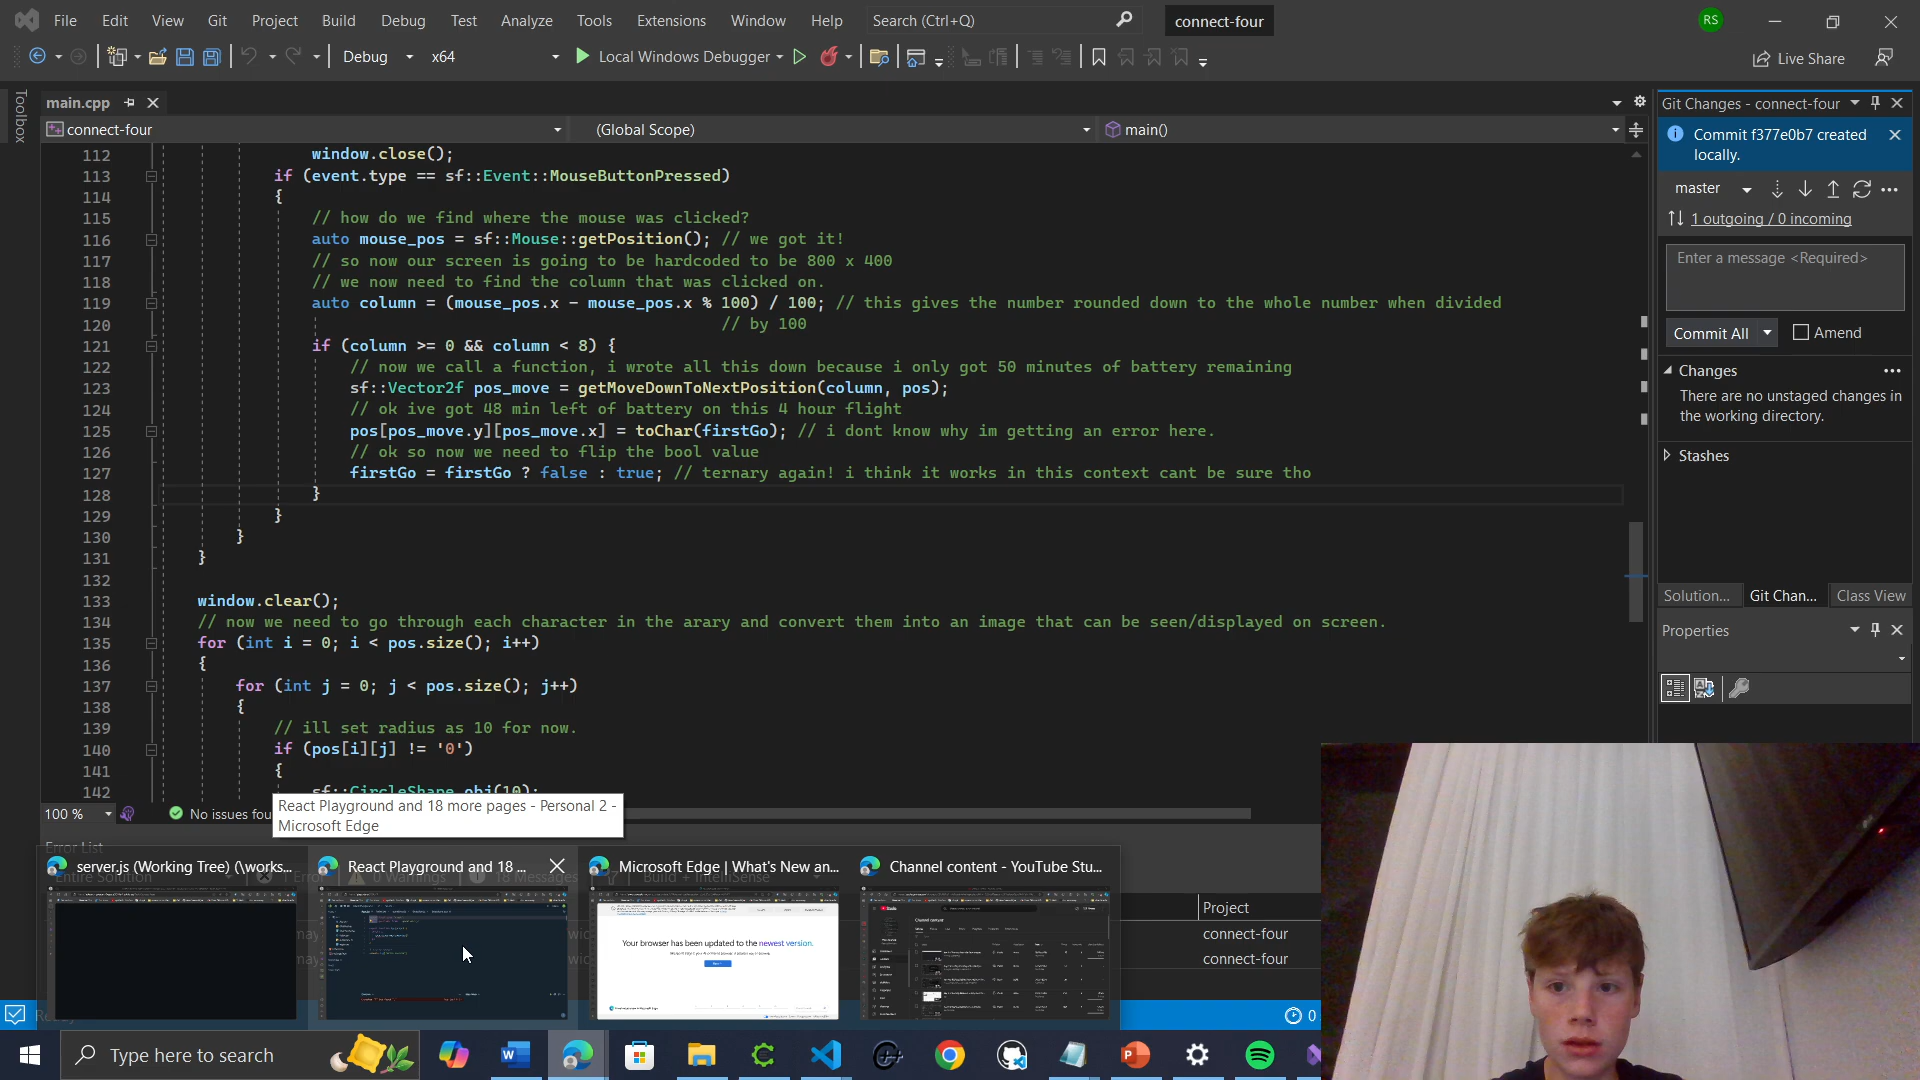 File Edit View Git Project Build Debug Test Analyze Tools Extensions Window Help Search (Ctrl+Q) connect-four RS
Debug x64 Local Windows Debugger Live Share
Toolbox
main.cpp
connect-four (Global Scope) main()
112 window.close();
113 if (event.type == sf::Event::MouseButtonPressed)
114 {
115 // how do we find where the mouse was clicked?
116 auto mouse_pos = sf::Mouse::getPosition(); // we got it!
117 // so now our screen is going to be hardcoded to be 800 x 400
118 // we now need to find the column that was clicked on.
119 auto column = (mouse_pos.x - mouse_pos.x % 100) / 100; // this gives the number rounded down to the whole number when divided
120 // by 100
121 if (column >= 0 && column < 8) {
122 // now we call a function, i wrote all this down because i only got 50 minutes of battery remaining
123 sf::Vector2f pos_move = getMoveDownToNextPosition(column, pos);
124 // ok ive got 48 min left of battery on this 4 hour flight
125 pos[pos_move.y][pos_move.x] = toChar(firstGo); // i dont know why im getting an error here.
126 // ok so now we need to flip the bool value
127 firstGo = firstGo ? false : true; // ternary again! i think it works in this context cant be sure tho
128 }
129 }
130 }
131 }
132
133 window.clear();
134 // now we need to go through each character in the arary and convert them into an image that can be seen/displayed on screen.
135 for (int i = 0; i < pos.size(); i++)
136 {
137 for (int j = 0; j < pos.size(); j++)
138 {
139 // ill set radius as 10 for now.
140 if (pos[i][j] != '0')
141 {
142 sf::CircleShape obj(10);
100 % No issues fou
React Playground and 18 more pages - Personal 2 -
Microsoft Edge
Error List
server.js (Working Tree) (\works... React Playground and 18 ... Microsoft Edge | What's New an... Channel content - YouTube Stu...
Your browser has been updated to the newest version.
Channel content
Project
connect-four
connect-four
0
Type here to search
Git Changes - connect-four
Commit f377e0b7 created
locally.
master
1 outgoing / 0 incoming
Enter a message <Required>
Commit All Amend
Changes
There are no unstaged changes in
the working directory.
Stashes
Solution... Git Chan... Class View
Properties